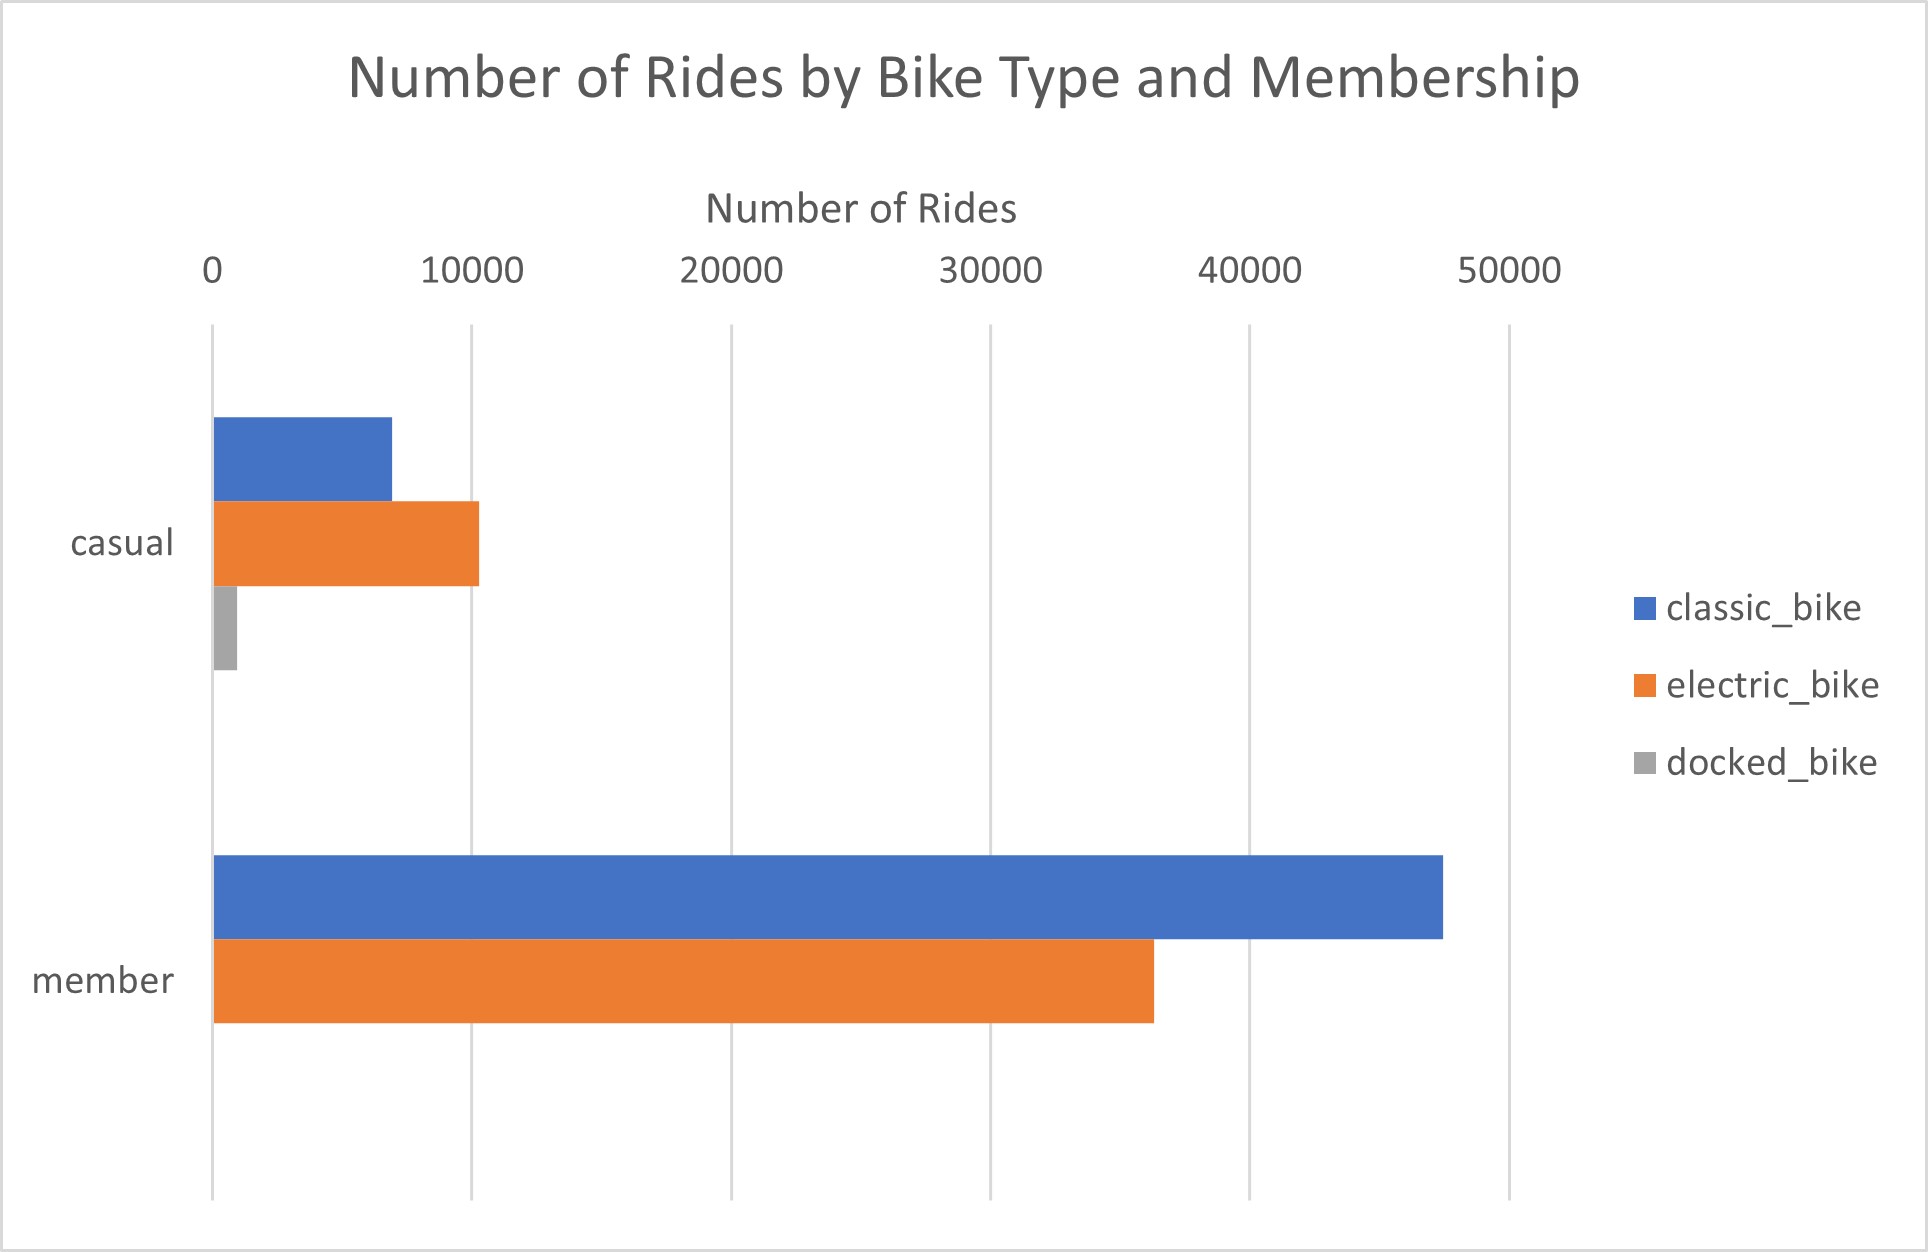 Number of Rides by Bike Type and Membership
Number of Rides
0 10000 20000 30000 40000 50000
casual
classic_bike
electric_bike
docked_bike
member